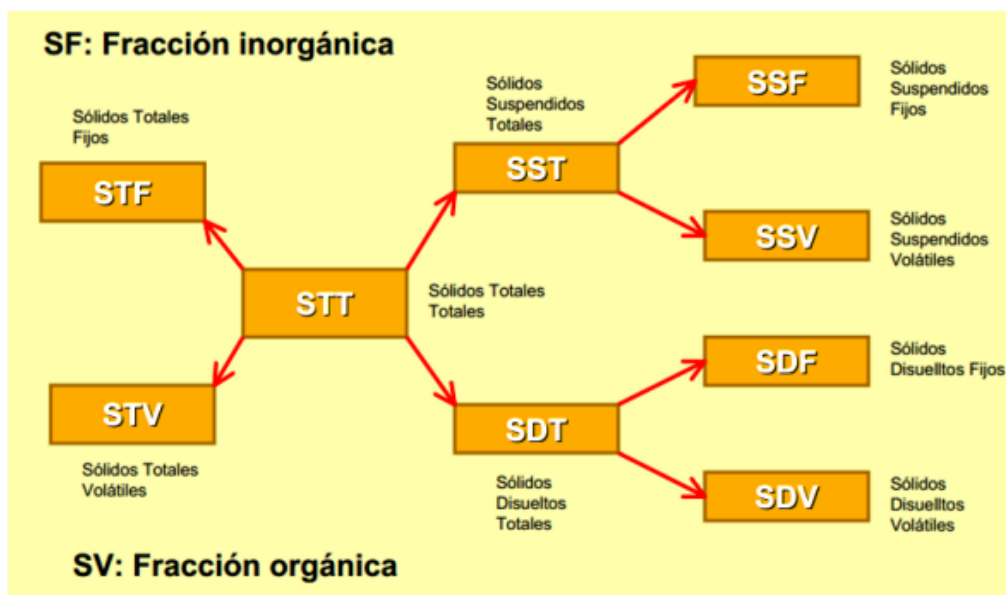 SF: Fracción inorgánica
Sólidos Totales
Fijos
STF
STT
Sólidos Totales
Totales
STV
Sólidos Totales
Volátiles
Sólidos
Suspendidos
Totales
SST
SSF
Sólidos
Suspendidos
Fijos
SSV
Sólidos
Suspendidos
Volátiles
SDT
Sólidos
Disueltos
Totales
SDF
Sólidos
Disuelltos Fijos
SDV
Sólidos
Disuelltos
Volátiles
SV: Fracción orgánica